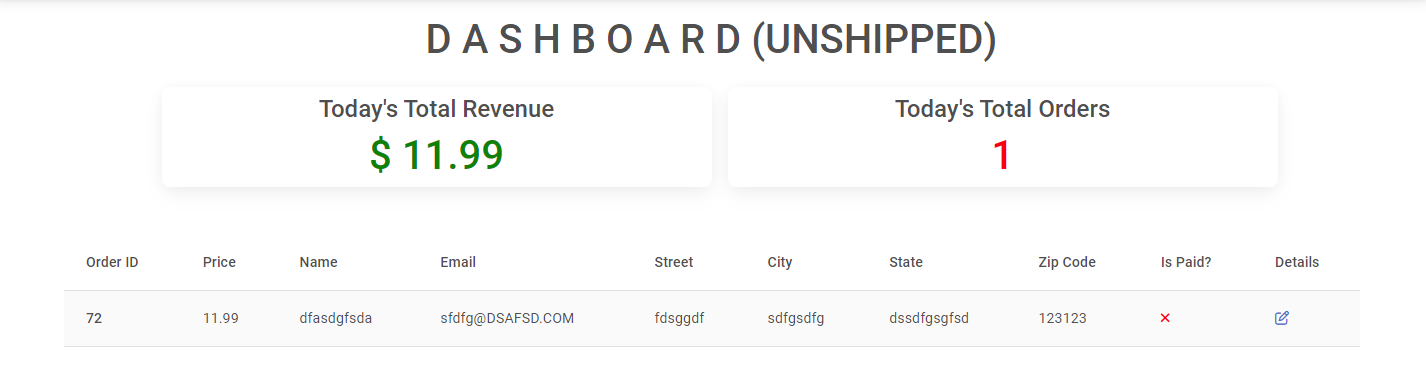 D A S H B O A R D (UNSHIPPED)
Today's Total Revenue
$ 11.99
Today's Total Orders
1
Order ID Price Name Email Street City State Zip Code Is Paid? Details
72 11.99 dfasdgfsda sfdfg@DSAFSD.COM fdsggdf sdfgsdfg dssdfgsgfsd 123123